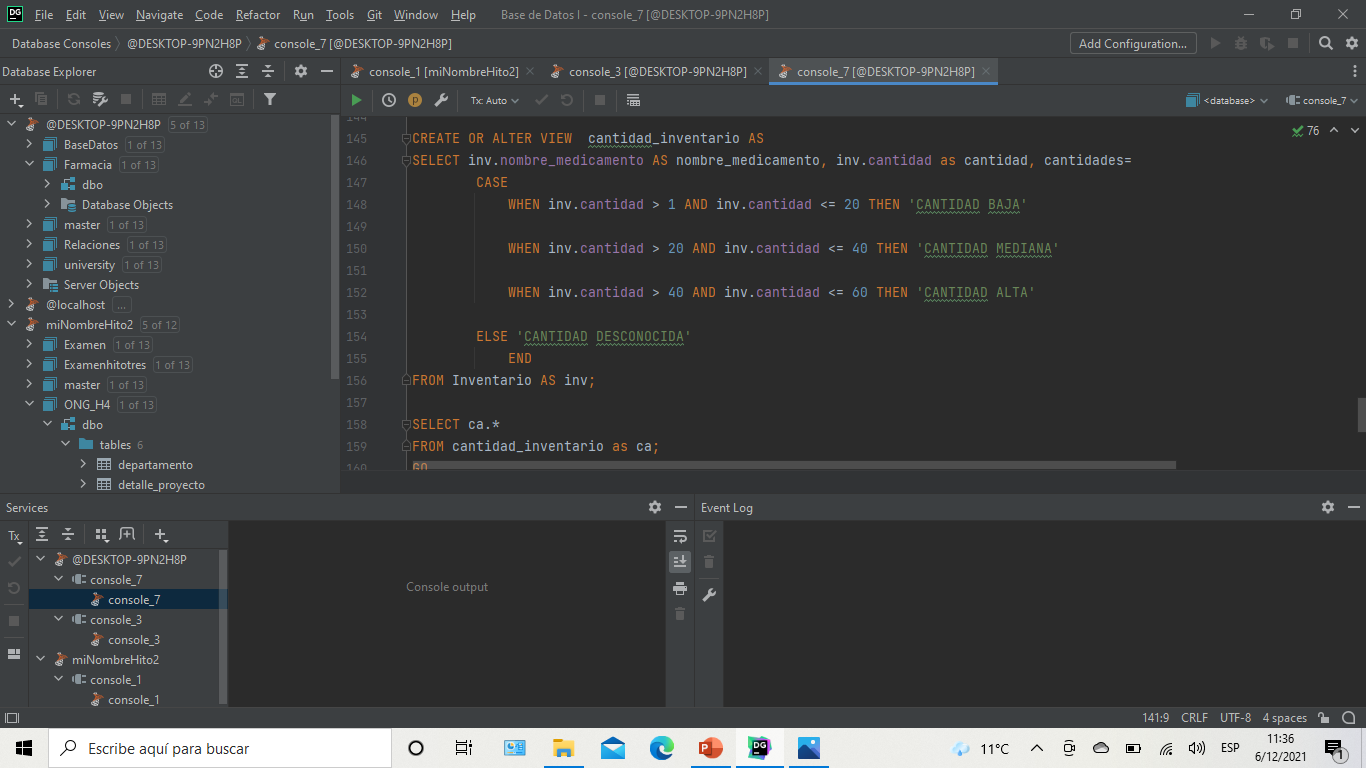 DG File Edit View Navigate Code Refactor Run Tools Git Window Help Base de Datos I - console_7 [@DESKTOP-9PN2H8P]
Database Consoles @DESKTOP-9PN2H8P console_7 [@DESKTOP-9PN2H8P] Add Configuration...
Database Explorer console_1 [miNombreHito2] console_3 [@DESKTOP-9PN2H8P] console_7 [@DESKTOP-9PN2H8P]
Tx: Auto <database> console_7
@DESKTOP-9PN2H8P 5 of 13
BaseDatos 1 of 13
Farmacia 1 of 13
dbo
Database Objects
master 1 of 13
Relaciones 1 of 13
university 1 of 13
Server Objects
@localhost ...
miNombreHito2 5 of 12
Examen 1 of 13
Examenhitotres 1 of 13
master 1 of 13
ONG_H4 1 of 13
dbo
tables 6
departamento
detalle_proyecto
76
144
145 CREATE OR ALTER VIEW  cantidad_inventario AS
146 SELECT inv.nombre_medicamento AS nombre_medicamento, inv.cantidad as cantidad, cantidades=
147 CASE
148 WHEN inv.cantidad > 1 AND inv.cantidad <= 20 THEN 'CANTIDAD BAJA'
149
150 WHEN inv.cantidad > 20 AND inv.cantidad <= 40 THEN 'CANTIDAD MEDIANA'
151
152 WHEN inv.cantidad > 40 AND inv.cantidad <= 60 THEN 'CANTIDAD ALTA'
153
154 ELSE 'CANTIDAD DESCONOCIDA'
155 END
156 FROM Inventario AS inv;
157
158 SELECT ca.*
159 FROM cantidad_inventario as ca;
160 GO
Services
Tx
@DESKTOP-9PN2H8P
console_7
console_7
console_3
console_3
miNombreHito2
console_1
console_1
Console output
Event Log
141:9 CRLF UTF-8 4 spaces
Escribe aquí para buscar
DG
11°C
ESP
11:36
6/12/2021
1